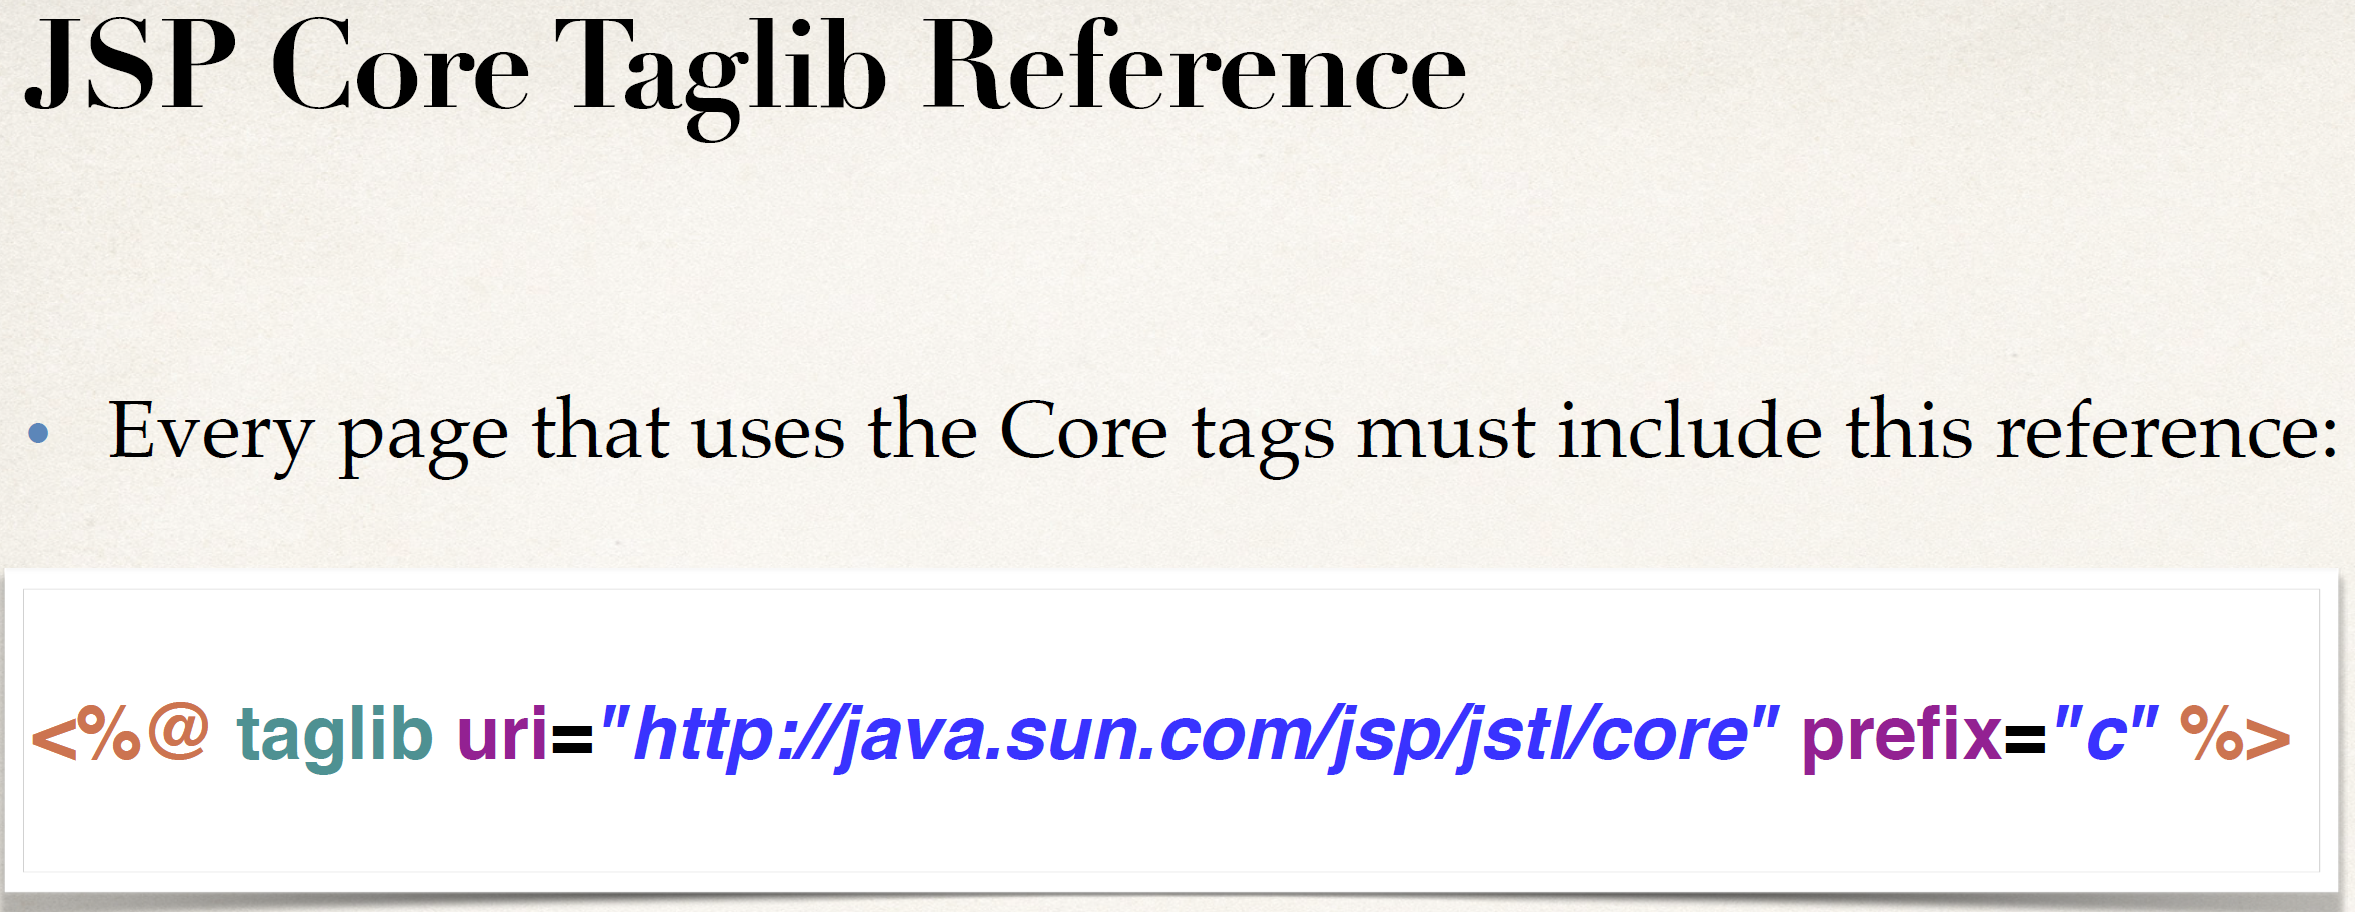 JSP Core Taglib Reference
• Every page that uses the Core tags must include this reference:
<%@ taglib uri="http://java.sun.com/jsp/jstl/core" prefix="c" %>